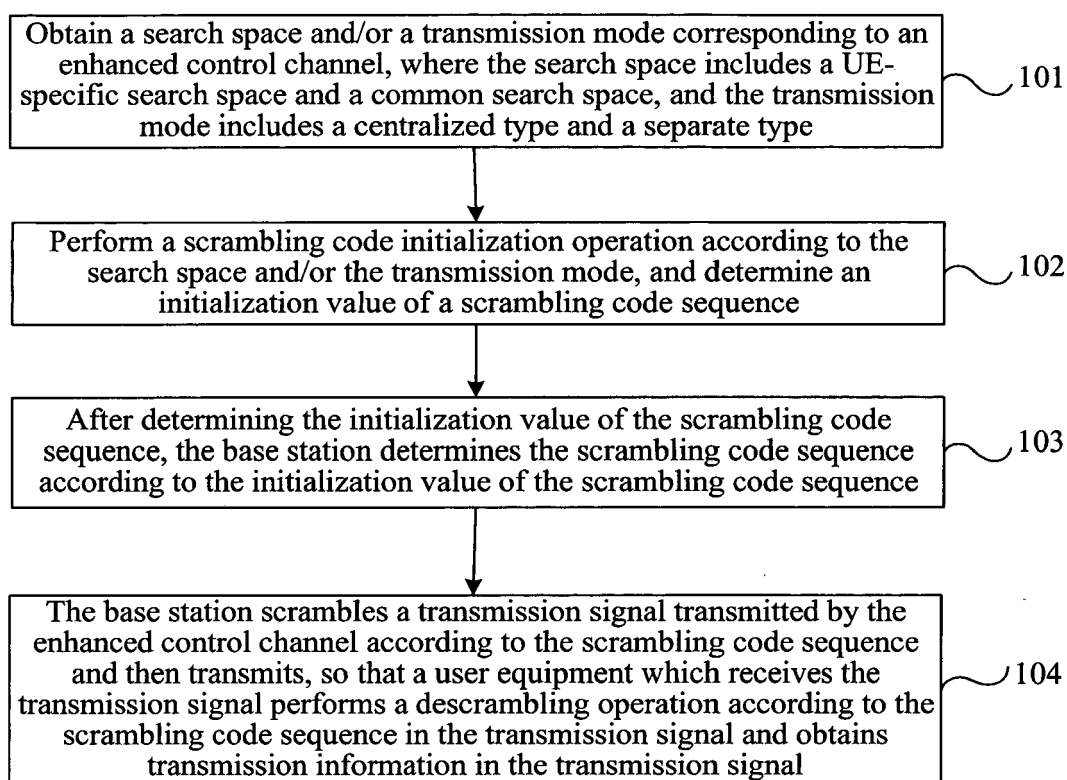 Obtain a search space and/or a transmission mode corresponding to an
enhanced control channel, where the search space includes a UE-
specific search space and a common search space, and the transmission
mode includes a centralized type and a separate type
101
Perform a scrambling code initialization operation according to the
search space and/or the transmission mode, and determine an
initialization value of a scrambling code sequence
102
After determining the initialization value of the scrambling code
sequence, the base station determines the scrambling code sequence
according to the initialization value of the scrambling code sequence
103
The base station scrambles a transmission signal transmitted by the
enhanced control channel according to the scrambling code sequence
and then transmits, so that a user equipment which receives the
transmission signal performs a descrambling operation according to the
scrambling code sequence in the transmission signal and obtains
transmission information in the transmission signal
104